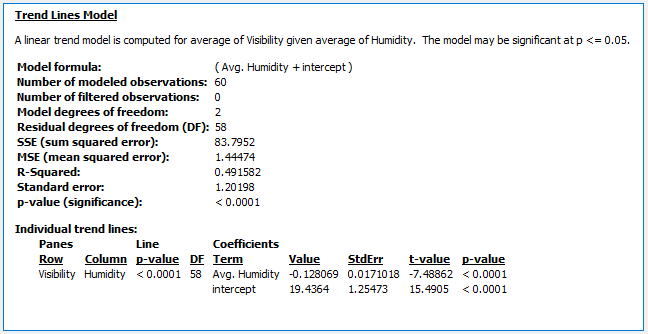 Trend Lines Model
A linear trend model is computed for average of Visibility given average of Humidity. The model may be significant at p <= 0.05.
Model formula: ( Avg. Humidity + intercept )
Number of modeled observations: 60
Number of filtered observations: 0
Model degrees of freedom: 2
Residual degrees of freedom (DF): 58
SSE (sum squared error): 83.7952
MSE (mean squared error): 1.44474
R-Squared: 0.491582
Standard error: 1.20198
p-value (significance): < 0.0001
Individual trend lines:
Panes Line Coefficients
Row Column p-value DF Term Value StdErr t-value p-value
Visibility Humidity < 0.0001 58 Avg. Humidity -0.128069 0.0171018 -7.48862 < 0.0001
intercept 19.4364 1.25473 15.4905 < 0.0001